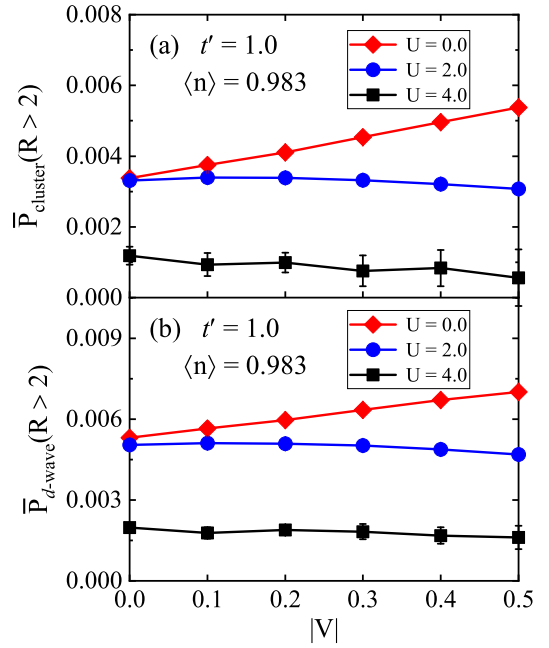 0.008
(a) t′ = 1.0
⟨n⟩ = 0.983
U = 0.0
U = 2.0
U = 4.0
0.006
0.004
0.002
0.000
P̅cluster(R > 2)
(b) t′ = 1.0
⟨n⟩ = 0.983
U = 0.0
U = 2.0
U = 4.0
0.009
0.006
0.003
0.000
P̅d-wave(R > 2)
0.0 0.1 0.2 0.3 0.4 0.5
|V|